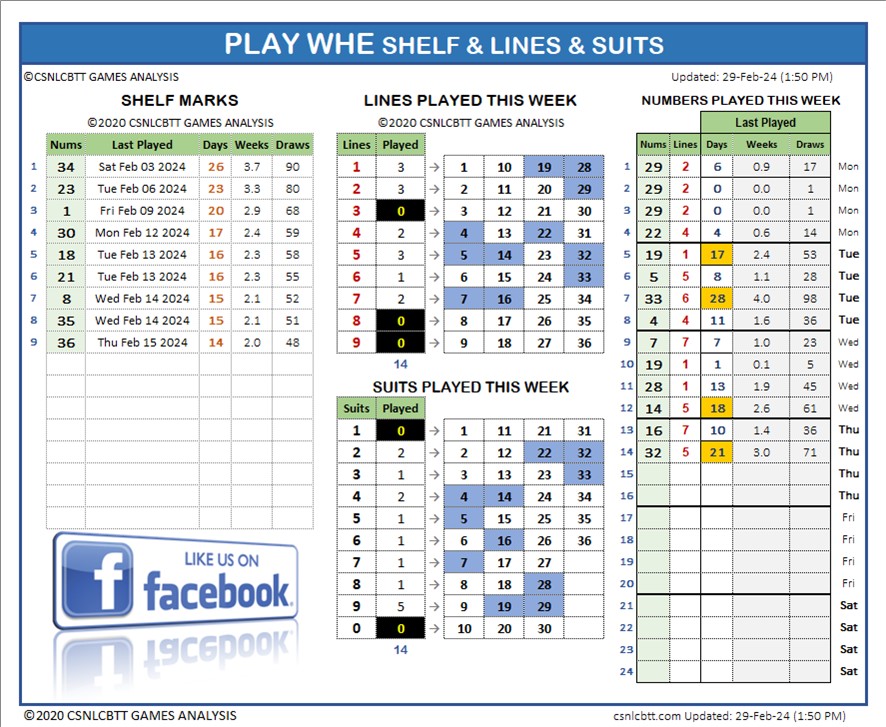 PLAY WHE SHELF & LINES & SUITS
©CSNLCBTT GAMES ANALYSIS
Updated: 29-Feb-24 (1:50 PM)
SHELF MARKS
©2020 CSNLCBTT GAMES ANALYSIS
Nums Last Played Days Weeks Draws
1 34 Sat Feb 03 2024 26 3.7 90
2 23 Tue Feb 06 2024 23 3.3 80
3 1 Fri Feb 09 2024 20 2.9 68
4 30 Mon Feb 12 2024 17 2.4 59
5 18 Tue Feb 13 2024 16 2.3 58
6 21 Tue Feb 13 2024 16 2.3 55
7 8 Wed Feb 14 2024 15 2.1 52
8 35 Wed Feb 14 2024 15 2.1 51
9 36 Thu Feb 15 2024 14 2.0 48
LIKE US ON
facebook
LINES PLAYED THIS WEEK
©2020 CSNLCBTT GAMES ANALYSIS
Lines Played
1 3 → 1 10 19 28
2 3 → 2 11 20 29
3 0 → 3 12 21 30
4 2 → 4 13 22 31
5 3 → 5 14 23 32
6 1 → 6 15 24 33
7 2 → 7 16 25 34
8 0 → 8 17 26 35
9 0 → 9 18 27 36
14
SUITS PLAYED THIS WEEK
Suits Played
1 0 → 1 11 21 31
2 2 → 2 12 22 32
3 1 → 3 13 23 33
4 2 → 4 14 24 34
5 1 → 5 15 25 35
6 1 → 6 16 26 36
7 1 → 7 17 27
8 1 → 8 18 28
9 5 → 9 19 29
0 0 → 10 20 30
14
NUMBERS PLAYED THIS WEEK
Last Played
Nums Lines Days Weeks Draws
1 29 2 6 0.9 17 Mon
2 29 2 0 0.0 1 Mon
3 29 2 0 0.0 1 Mon
4 22 4 4 0.6 14 Mon
5 19 1 17 2.4 53 Tue
6 5 5 8 1.1 28 Tue
7 33 6 28 4.0 98 Tue
8 4 4 11 1.6 36 Tue
9 7 7 7 1.0 23 Wed
10 19 1 1 0.1 5 Wed
11 28 1 13 1.9 45 Wed
12 14 5 18 2.6 61 Wed
13 16 7 10 1.4 36 Thu
14 32 5 21 3.0 71 Thu
15 Thu
16 Thu
17 Fri
18 Fri
19 Fri
20 Fri
21 Sat
22 Sat
23 Sat
24 Sat
©2020 CSNLCBTT GAMES ANALYSIS
csnlcbtt.com Updated: 29-Feb-24 (1:50 PM)